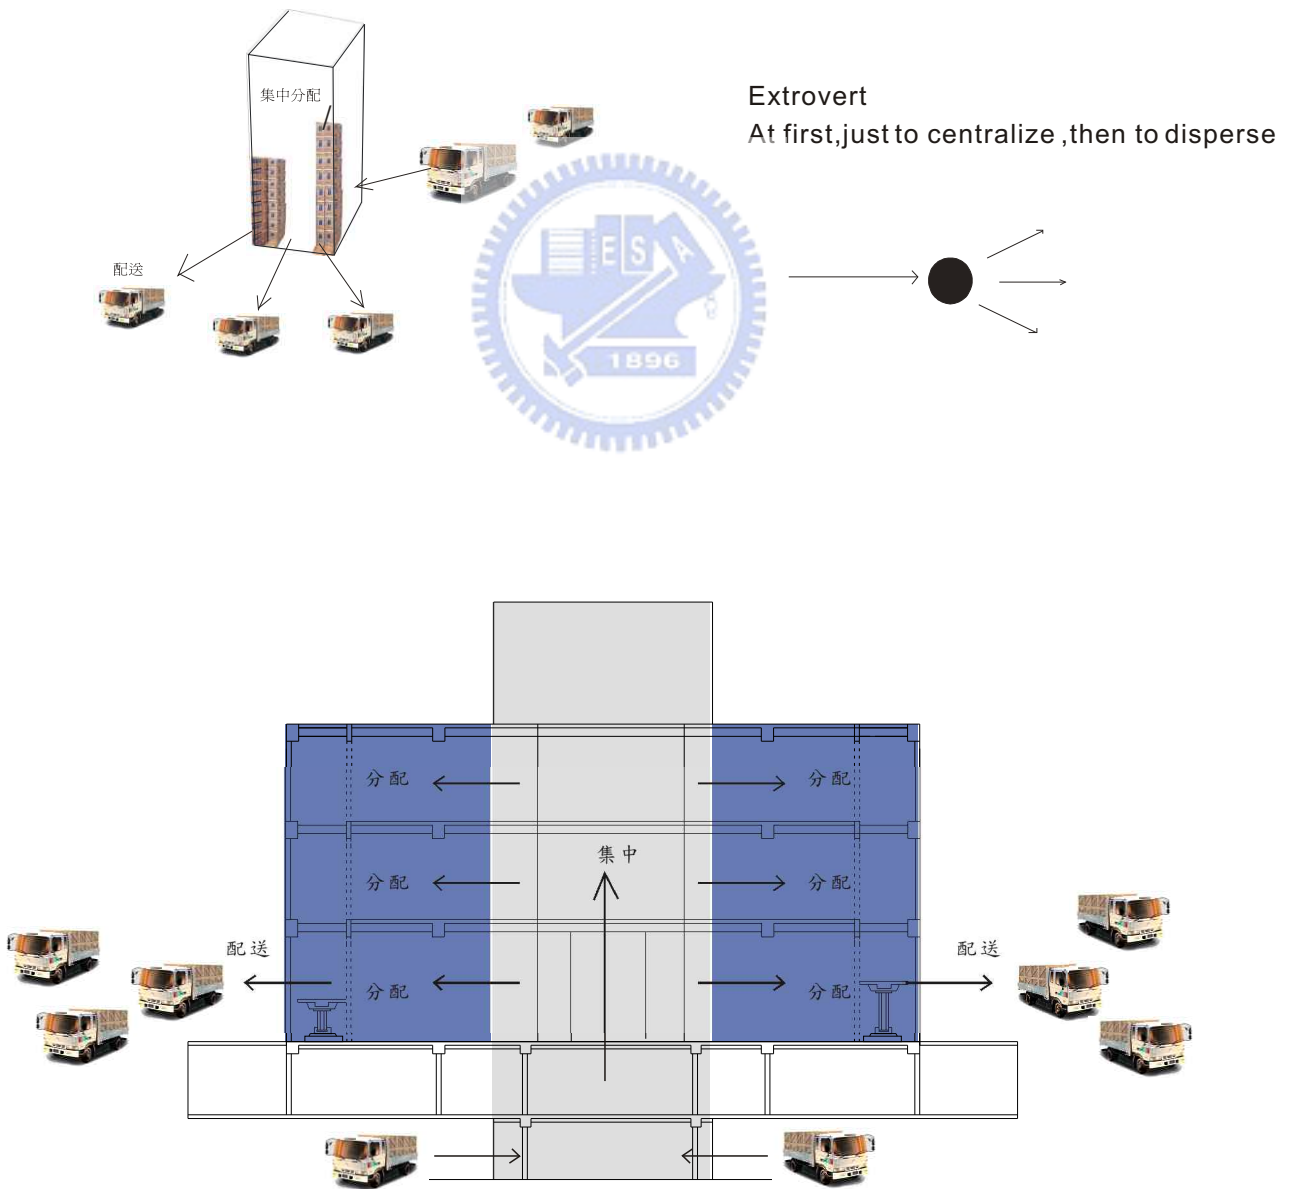 集中分配
Extrovert
At first,just to centralize ,then to disperse
配送
E S A
1896
分配
分配
集中
分配
分配
配送
配送
分配
分配